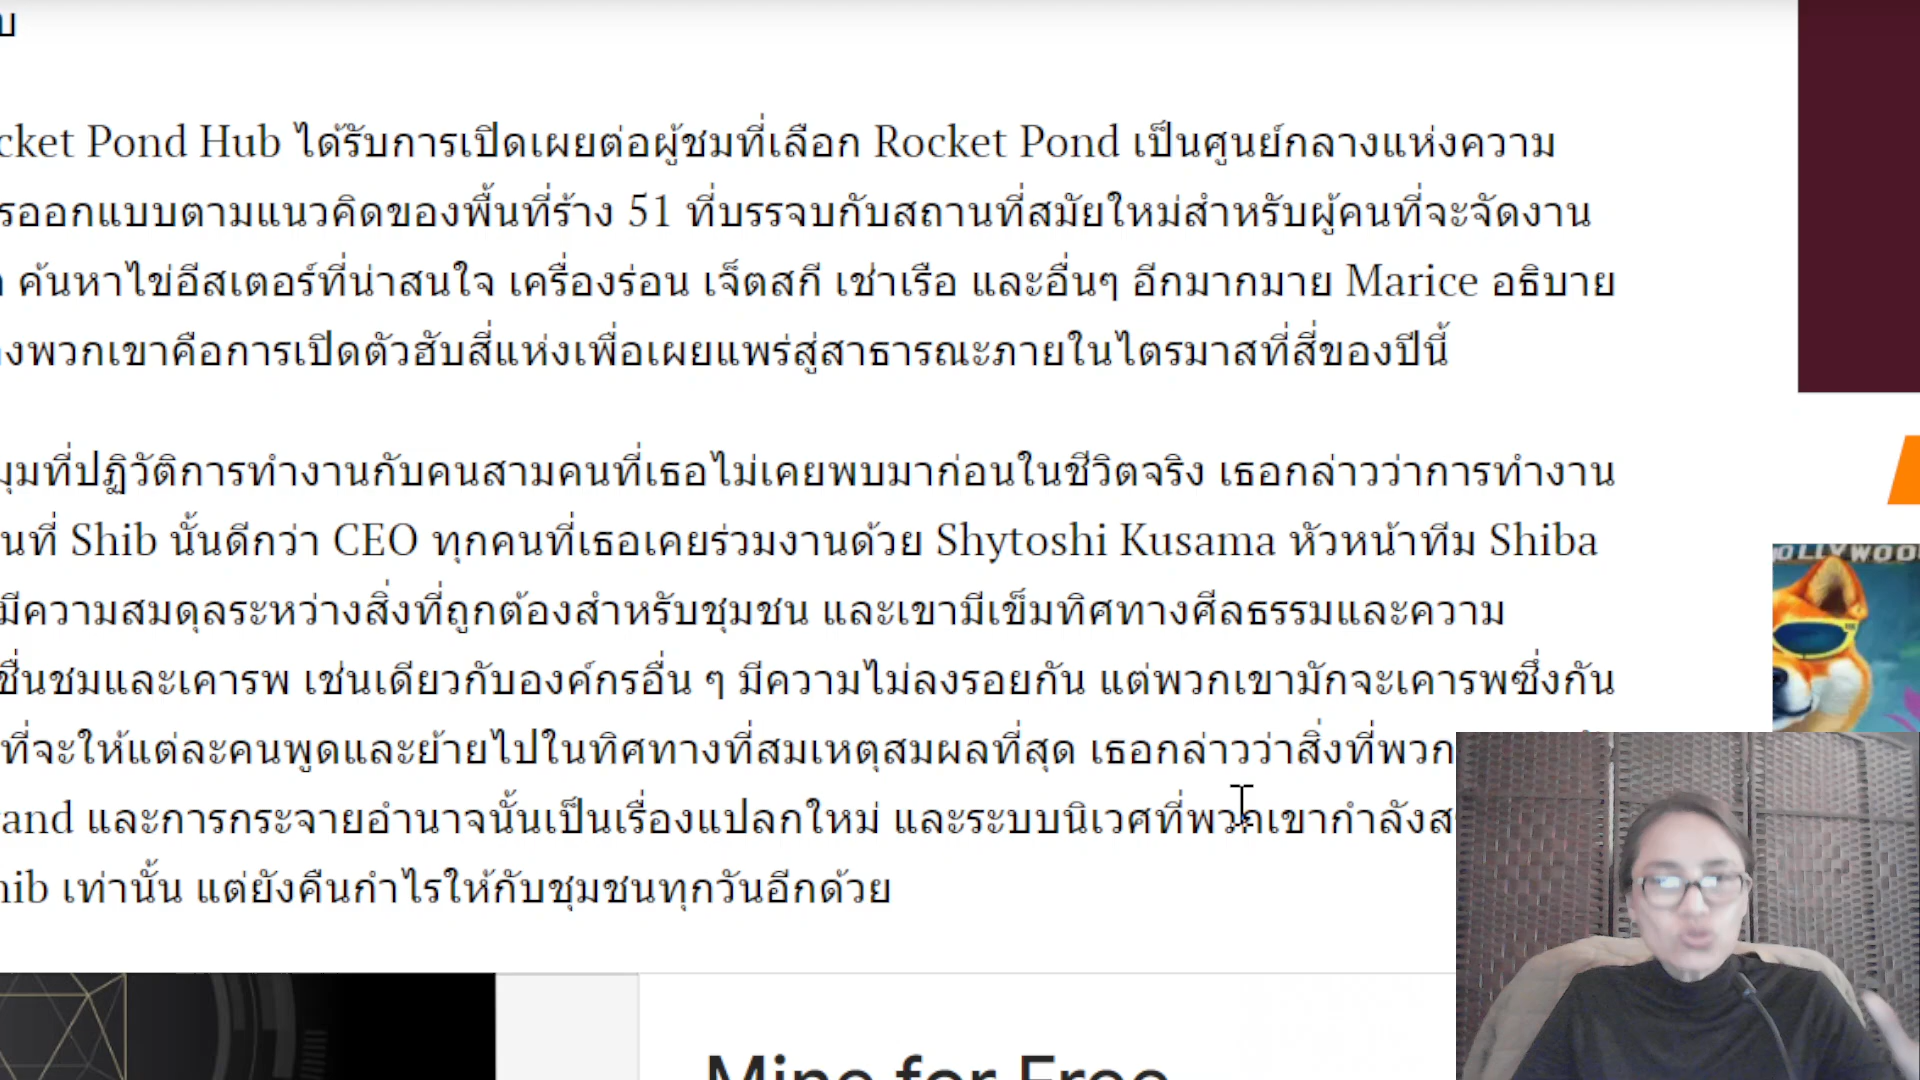 cket Pond Hub ได้รับการเปิดเผยต่อผู้ชมที่เลือก Rocket Pond เป็นศูนย์กลางแห่งความ
รออกแบบตามแนวคิดของพื้นที่ร้าง 51 ที่บรรจบกับสถานที่สมัยใหม่สำหรับผู้คนที่จะจัดงาน
ค้นหาไข่อีสเตอร์ที่น่าสนใจ เครื่องร่อน เจ็ตสกี เช่าเรือ และอื่นๆ อีกมากมาย Marice อธิบาย
งพวกเขาคือการเปิดตัวฮับสี่แห่งเพื่อเผยแพร่สู่สาธารณะภายในไตรมาสที่สี่ของปีนี้
มุมที่ปฏิวัติการทำงานกับคนสามคนที่เธอไม่เคยพบมาก่อนในชีวิตจริง เธอกล่าวว่าการทำงาน
นที่ Shib นั้นดีกว่า CEO ทุกคนที่เธอเคยร่วมงานด้วย Shytoshi Kusama หัวหน้าทีม Shiba
มีความสมดุลระหว่างสิ่งที่ถูกต้องสำหรับชุมชน และเขามีเข็มทิศทางศีลธรรมและความ
ชื่นชมและเคารพ เช่นเดียวกับองค์กรอื่น ๆ มีความไม่ลงรอยกัน แต่พวกเขามักจะเคารพซึ่งกัน
ที่จะให้แต่ละคนพูดและย้ายไปในทิศทางที่สมเหตุสมผลที่สุด เธอกล่าวว่าสิ่งที่พวก
and และการกระจายอำนาจนั้นเป็นเรื่องแปลกใหม่ และระบบนิเวศที่พวกเขากำลังส
hib เท่านั้น แต่ยังคืนกำไรให้กับชุมชนทุกวันอีกด้วย
OLLYWOO
Mine for Free